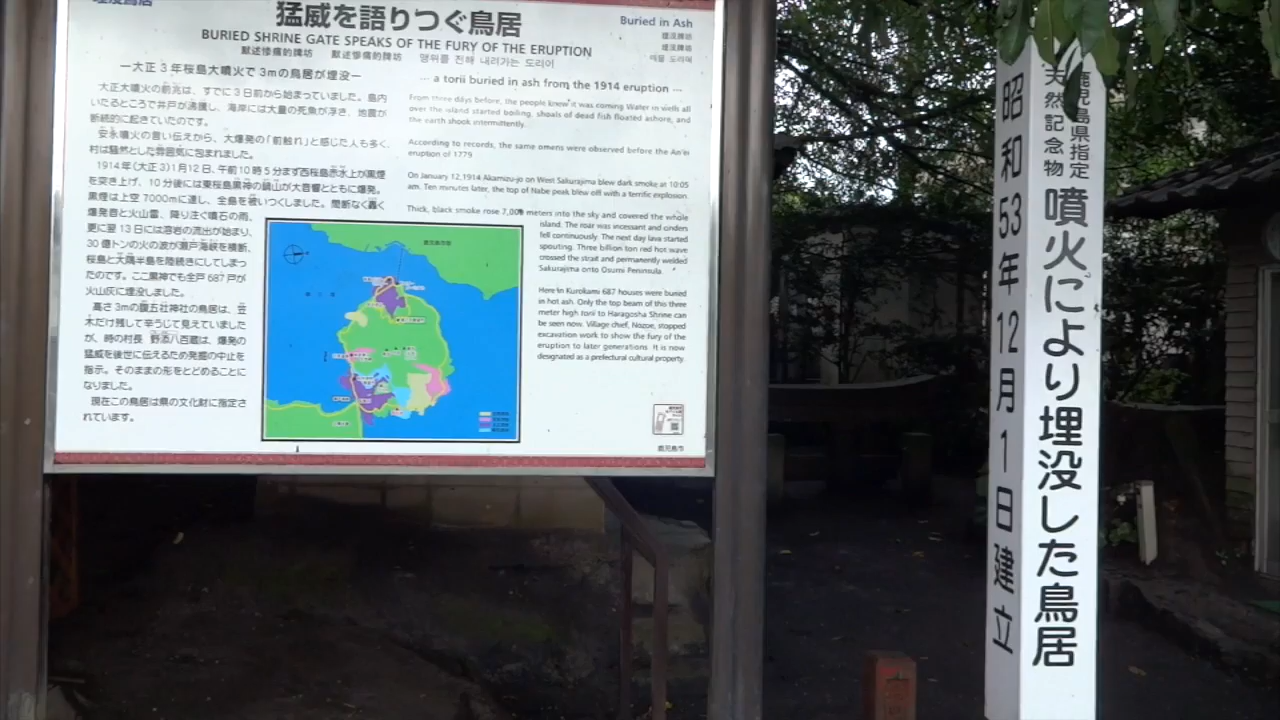 猛威を語りつぐ鳥居
Buried in Ash
BURIED SHRINE GATE SPEAKS OF THE FURY OF THE ERUPTION
ー大正3年桜島大噴火で3mの鳥居が埋没ー
大正大噴火の前兆は、すでに3日前から始まっていました。島内
いたるところで井戸が沸騰し、海岸には大量の死魚が浮き、地震が
断続的に起きていたのです。
安永噴火の言い伝えから、大爆発の「前触れ」と感じた人も多く、
村は騒然とした雰囲気に包まれました。
1914年(大正3)1月12日、午前10時5分まず西桜島赤水上が黒煙
を突き上げ、10分後には東桜島黒神の鍋山が大音響とともに爆発。
黒煙は上空7000mに達し、全島を被いつくしました。間断なく轟く
爆発音と火山雷、降り注ぐ噴石の雨、
更に翌13日には溶岩の流出が始まり、
30億トンの火の波が瀬戸海峡を横断、
桜島と大隅半島を陸続きにしてしまっ
たのです。ここ黒神でも全戸687戸が
火山灰に埋没しました。
高さ3mの腹五社神社の鳥居は、笠
木だけ残して辛うじて見えていました
が、時の村長 野添八百蔵は、爆発の
猛威を後世に伝えるため発掘の中止を
指示。そのままの形をとどめることに
なりました。
現在この鳥居は県の文化財に指定さ
れています。
... a torii buried in ash from the 1914 eruption ...
From three days before, the people knew it was coming Water in wells all
over the island started boiling, shoals of dead fish floated ashore, and
the earth shook intermittently.
According to records, the same omens were observed before the An'ei
eruption of 1779
On January 12,1914 Akamizu-jo on West Sakurajima blew dark smoke at 10:05
am. Ten minutes later, the top of Nabe peak blew off with a terrific explosion.
Thick, black smoke rose 7,000 meters into the sky and covered the whole
island. The roar was incessant and cinders
fell continuously. The next day lava started
spouting. Three billion ton red hot wave
crossed the strait and permanently welded
Sakurajima onto Osumi Peninsula.
Here in Kurokami 687 houses were buried
in hot ash. Only the top beam of this three
meter high torii to Haragosha Shrine can
be seen now. Village chief, Nozoe, stopped
excavation work to show the fury of the
eruption to later generations. It is now
designated as a prefectural cultural property.
鹿児島市
鹿児島県指定
天然記念物
噴火により埋没した鳥居
昭和53年12月1日建立